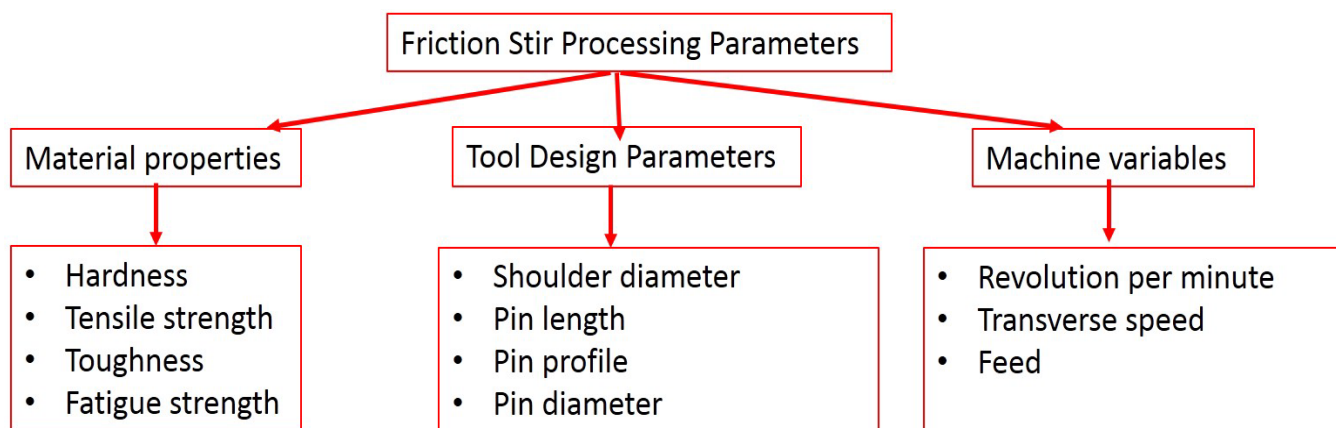 Friction Stir Processing Parameters
Material properties
Tool Design Parameters
Machine variables
• Hardness
• Tensile strength
• Toughness
• Fatigue strength
• Shoulder diameter
• Pin length
• Pin profile
• Pin diameter
• Revolution per minute
• Transverse speed
• Feed